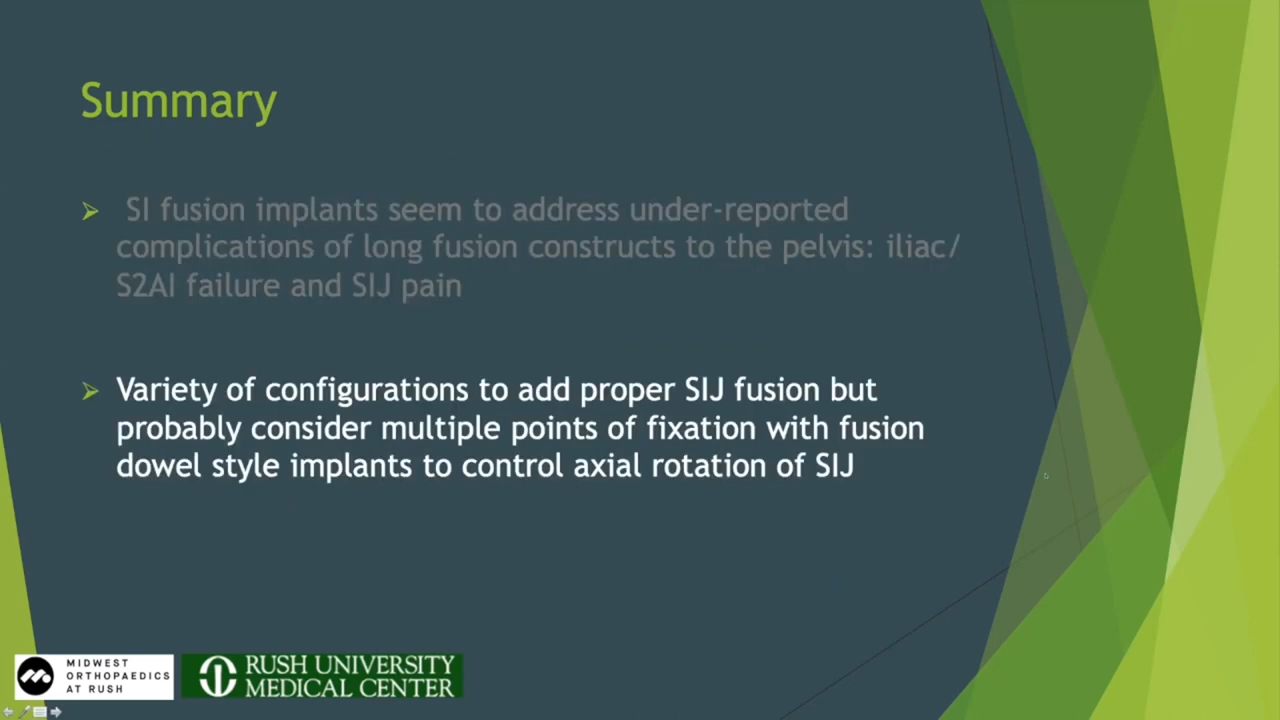 Summary
SI fusion implants seem to address under-reported
complications of long fusion constructs to the pelvis: iliac/
S2AI failure and SIJ pain
Variety of configurations to add proper SIJ fusion but
probably consider multiple points of fixation with fusion
dowel style implants to control axial rotation of SIJ
MIDWEST
ORTHOPAEDICS
AT RUSH
RUSH UNIVERSITY
MEDICAL CENTER